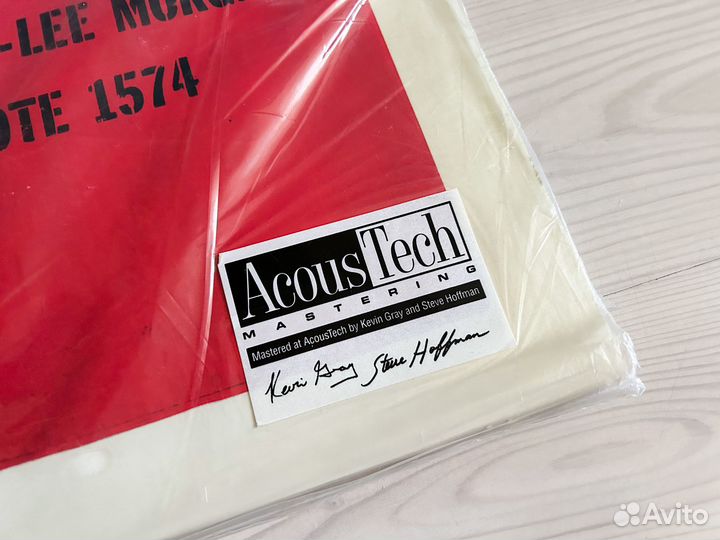 -LEE MORG
OTE 1574
AcousTech
MASTERING
Mastered at AcousTech by Kevin Gray and Steve Hoffman
Kevin Gray Steve Hoffman
Avito